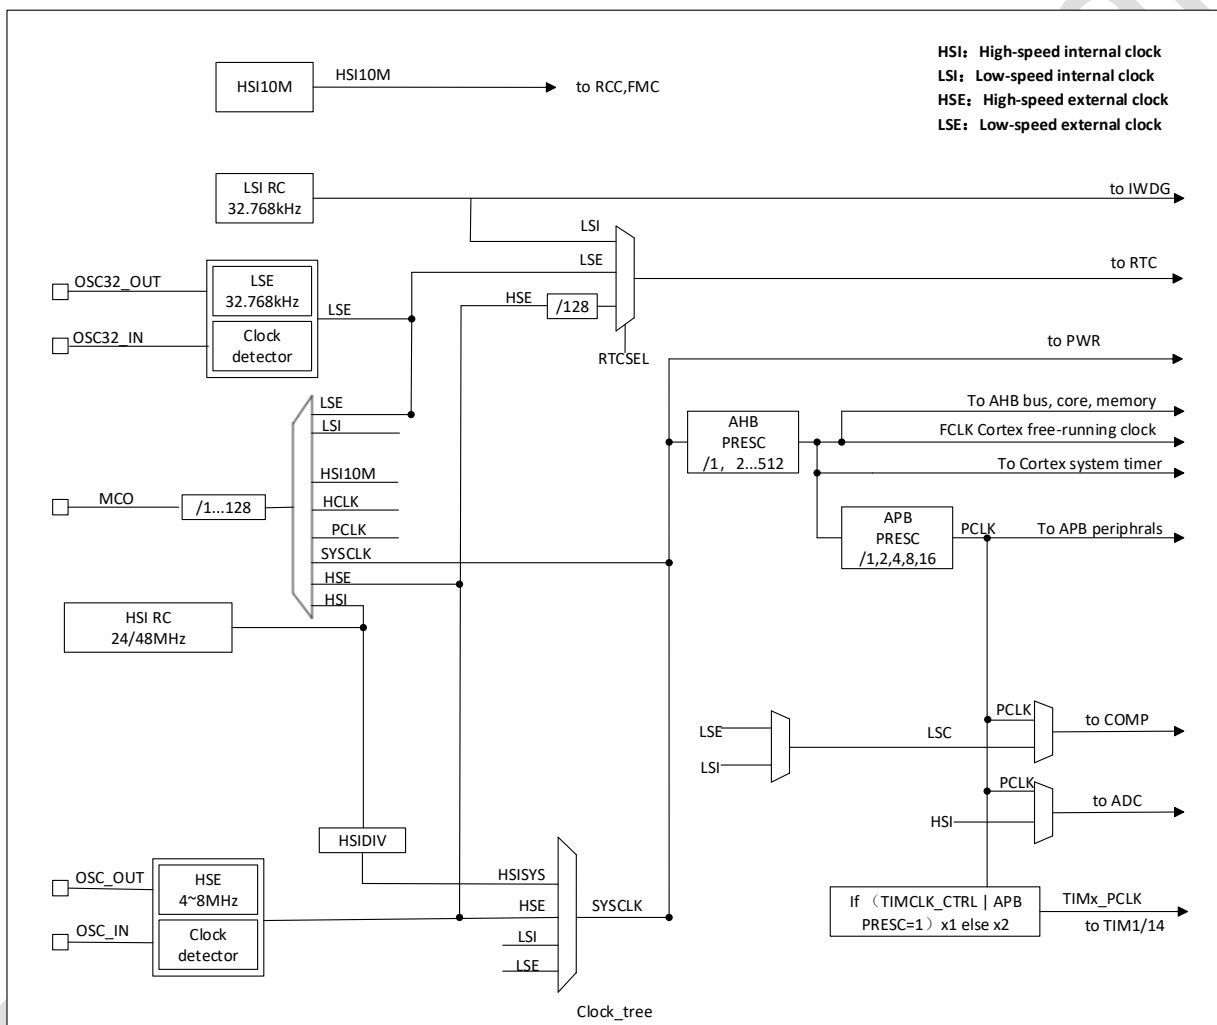 HSI：High-speed internal clock
LSI：Low-speed internal clock
HSE：High-speed external clock
LSE：Low-speed external clock
HSI10M
HSI10M
to RCC,FMC
LSI RC
32.768kHz
to IWDG
LSI
LSE
HSE
/128
to RTC
RTCSEL
OSC32_OUT
OSC32_IN
LSE
32.768kHz
Clock
detector
LSE
to PWR
LSE
LSI
HSI10M
HCLK
PCLK
SYSCLK
HSE
HSI
MCO
/1...128
AHB
PRESC
/1, 2...512
To AHB bus, core, memory
FCLK Cortex free-running clock
To Cortex system timer
APB
PRESC
/1,2,4,8,16
PCLK
To APB periphrals
HSI RC
24/48MHz
LSE
LSI
LSC
PCLK
to COMP
PCLK
HSI
to ADC
HSIDIV
OSC_OUT
OSC_IN
HSE
4~8MHz
Clock
detector
HSISYS
HSE
LSI
LSE
SYSCLK
If （TIMCLK_CTRL | APB
PRESC=1）x1 else x2
TIMx_PCLK
to TIM1/14
Clock_tree